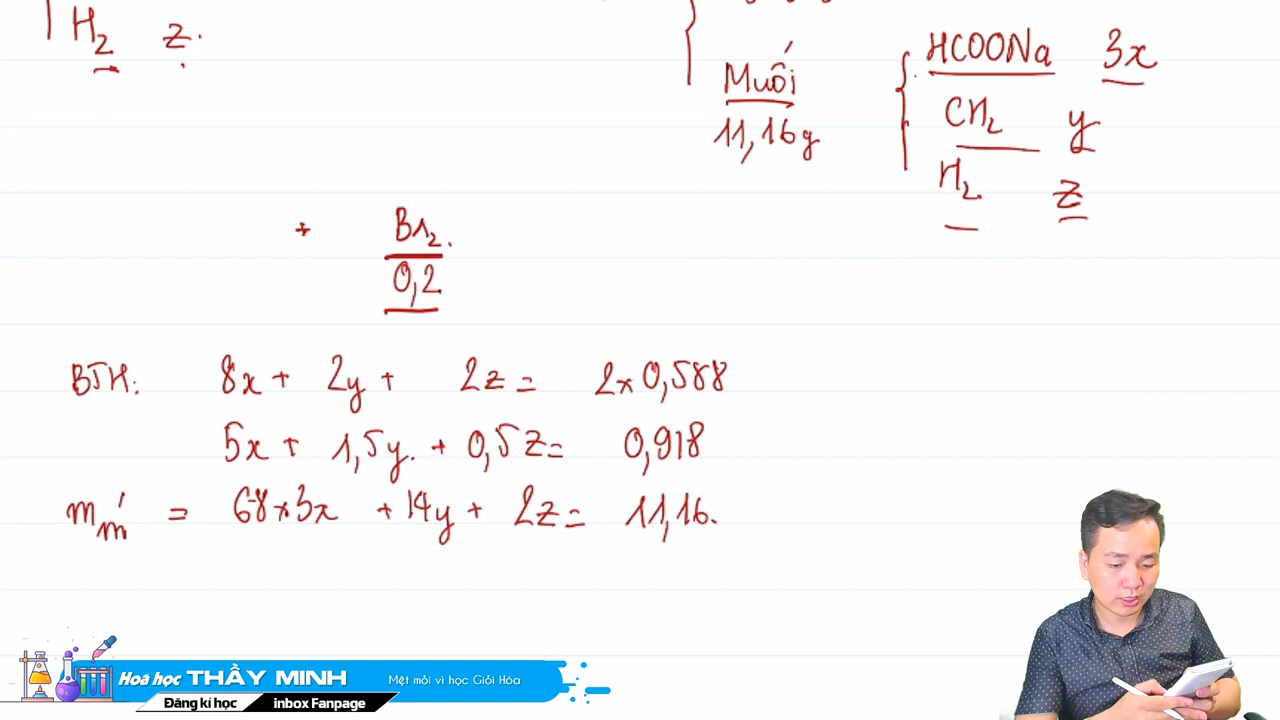 H2 z.
HCOONa 3x
Muối
CH2 y
11,16g
H2 z
+ Br2.
0,2
BTH: 8x + 2y + 2z = 2x0,588
5x + 1,5y. + 0,5z = 0,918
mm' = 68x3x + 14y + 2z = 11,16.
Hoá học THẦY MINH
Mệt mỏi vì học Giỏi Hóa
Đăng kí học inbox Fanpage